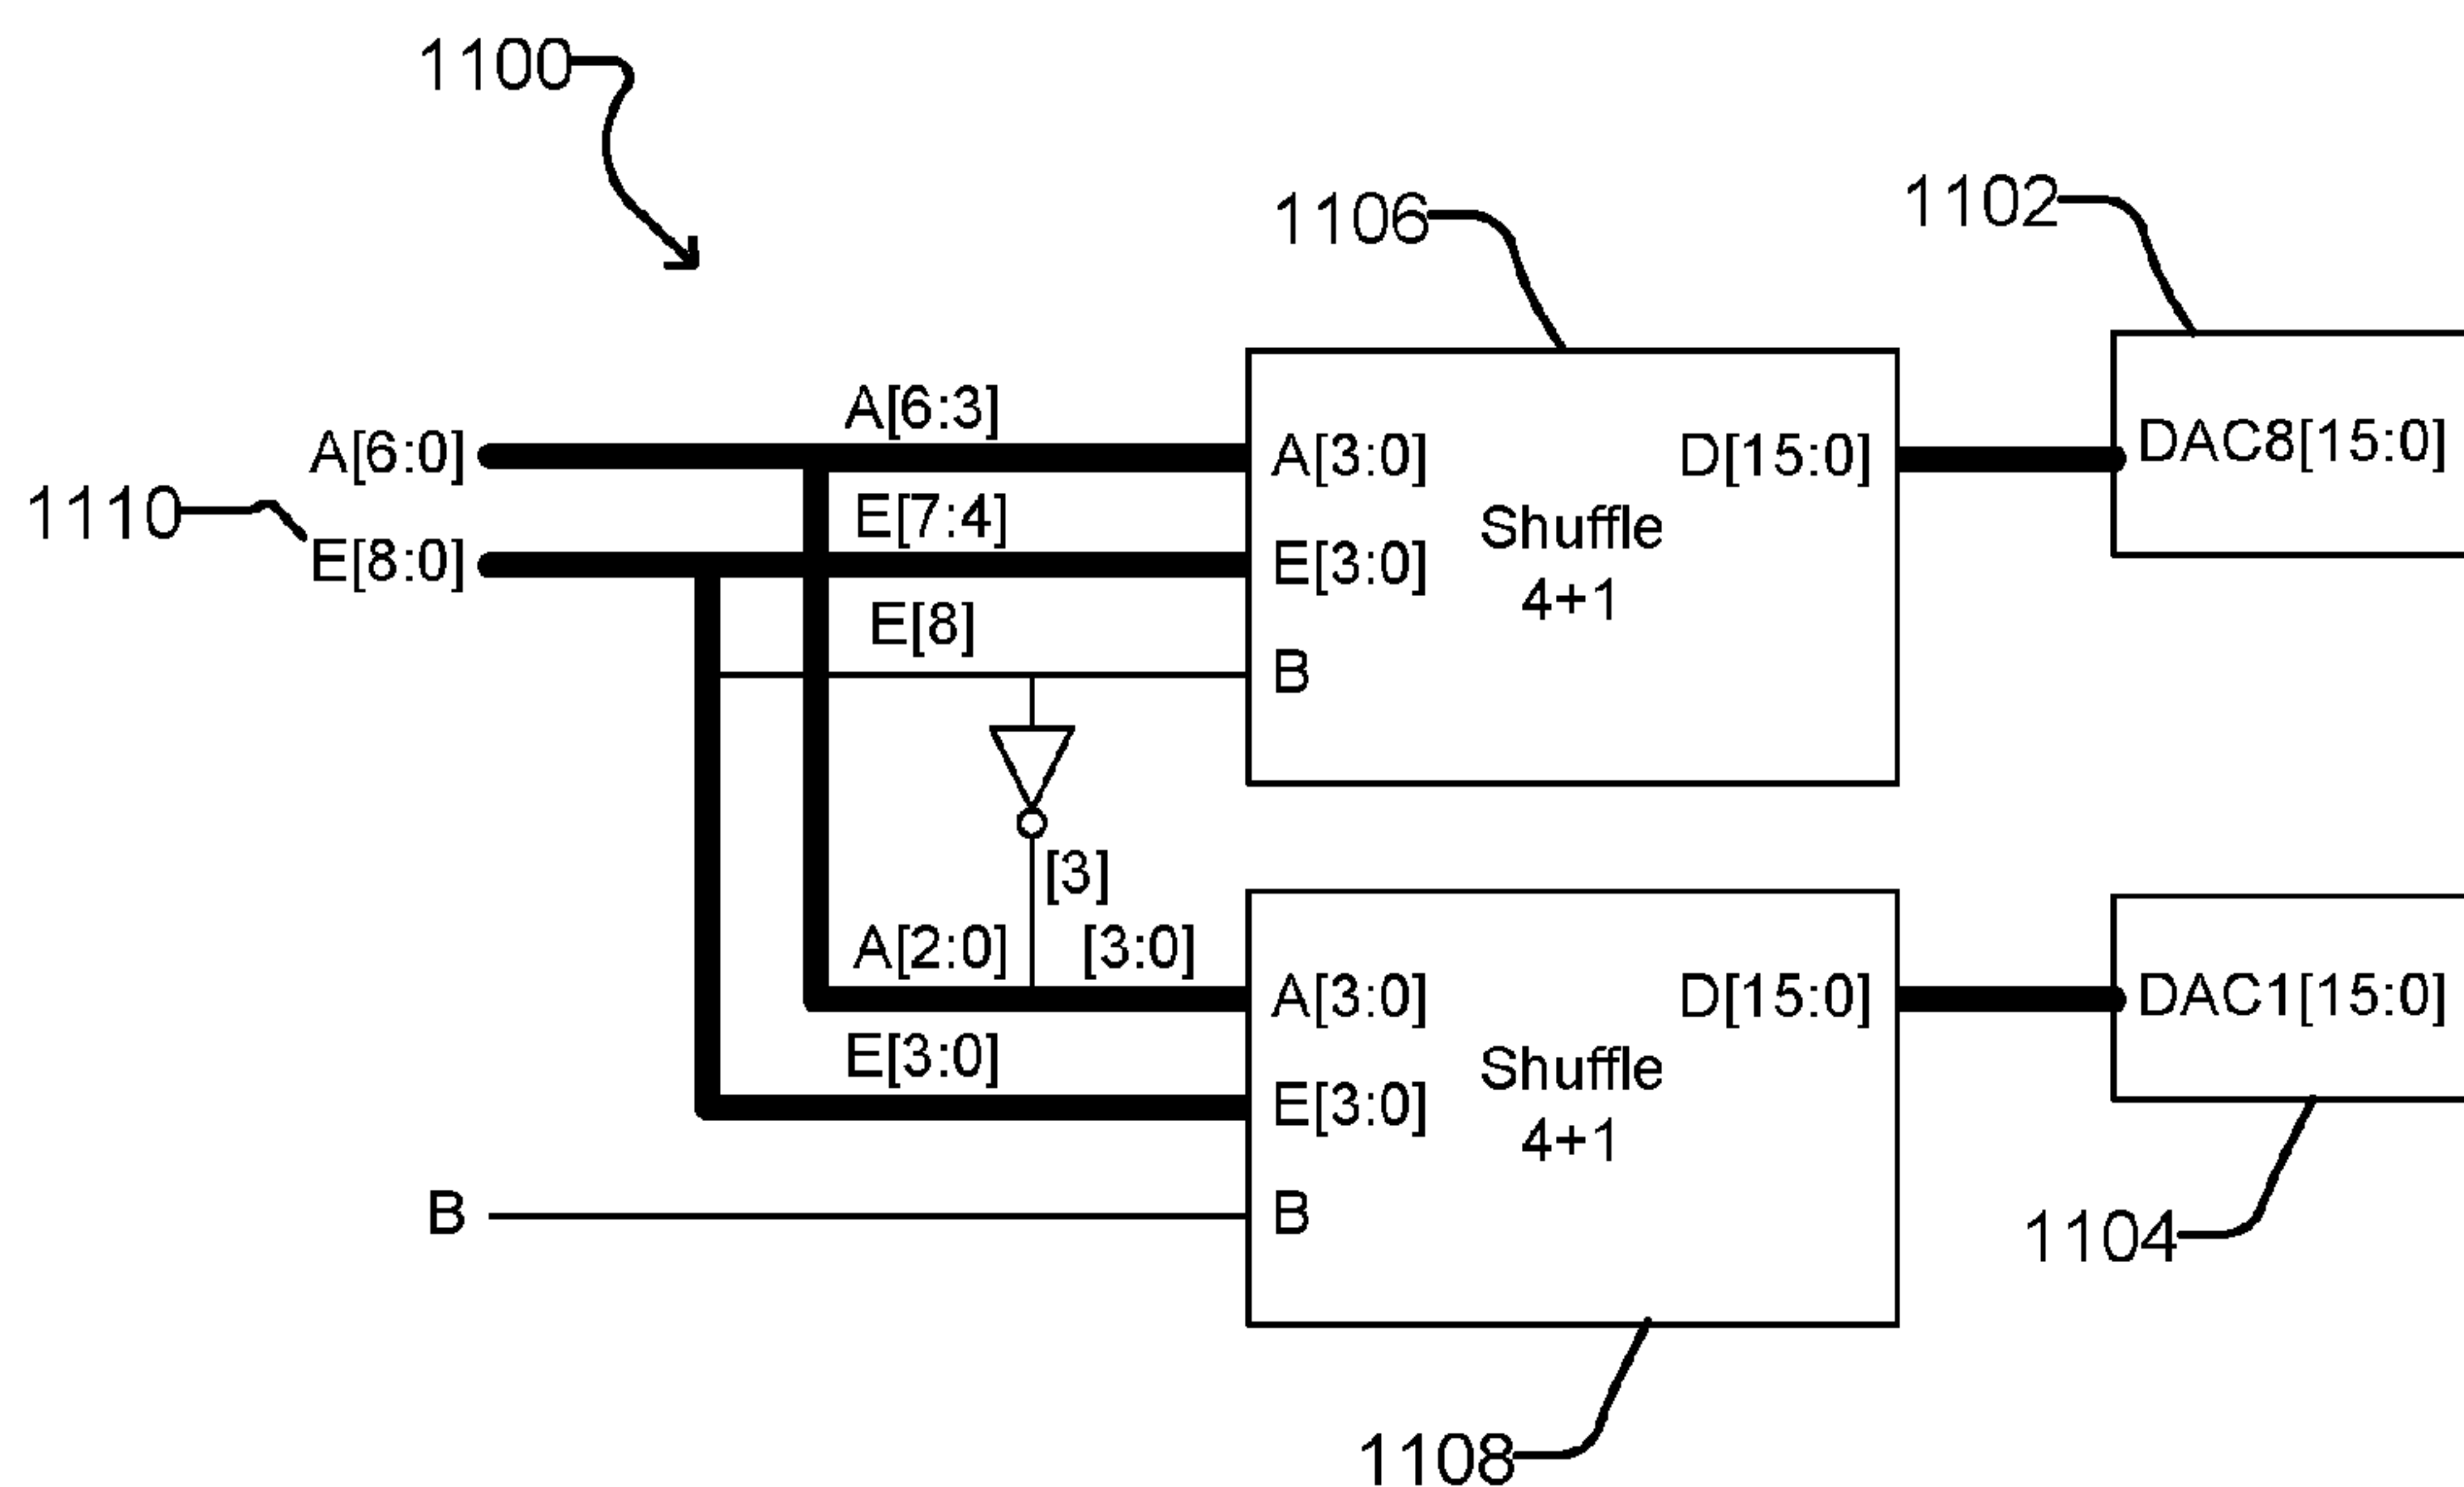 1100
1106
1102
A[6:3]
A[6:0]
A[3:0]
D[15:0]
DAC8[15:0]
1110
E[7:4]
Shuffle
E[8:0]
E[3:0]
4+1
E[8]
B
[3]
A[2:0]
[3:0]
A[3:0]
D[15:0]
DAC1[15:0]
E[3:0]
Shuffle
E[3:0]
4+1
B
B
1104
1108